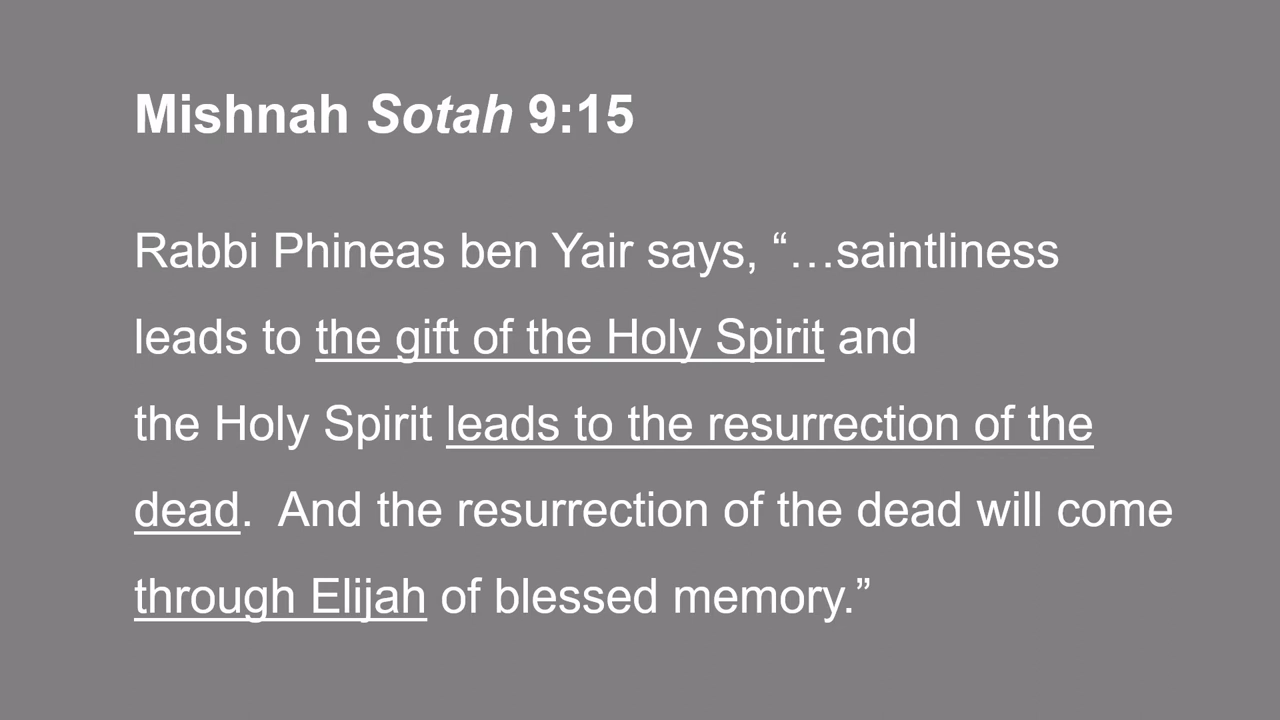 Mishnah Sotah 9:15
Rabbi Phineas ben Yair says, “…saintliness
leads to the gift of the Holy Spirit and
the Holy Spirit leads to the resurrection of the
dead.  And the resurrection of the dead will come
through Elijah of blessed memory.”